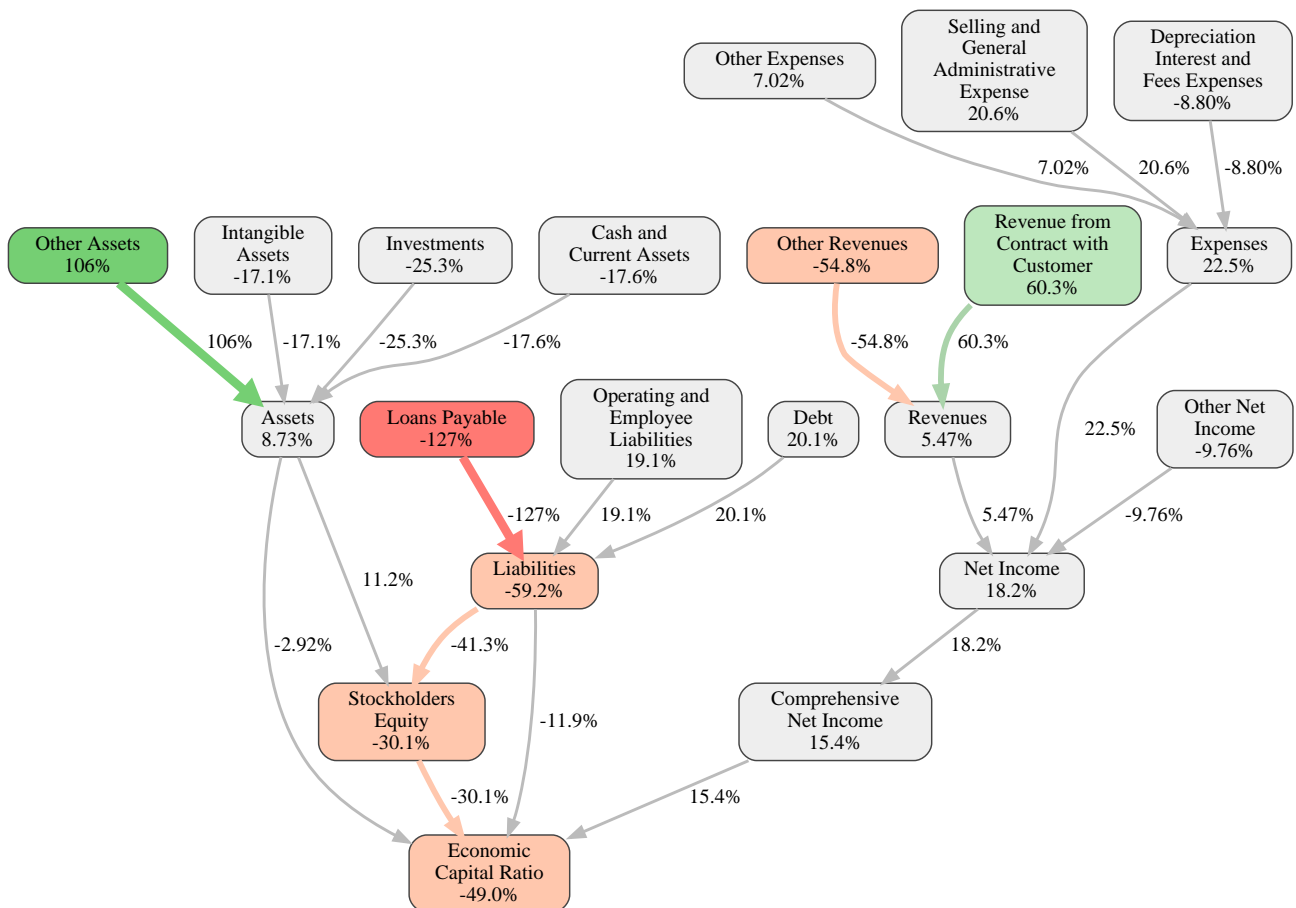 Other Expenses
7.02%
Selling and
General
Administrative
Expense
20.6%
Depreciation
Interest and
Fees Expenses
-8.80%
7.02%
20.6%
-8.80%
Other Assets
106%
Intangible
Assets
-17.1%
Investments
-25.3%
Cash and
Current Assets
-17.6%
Other Revenues
-54.8%
Revenue from
Contract with
Customer
60.3%
Expenses
22.5%
106%
-17.1%
-25.3%
-17.6%
-54.8%
60.3%
Assets
8.73%
Loans Payable
-127%
Operating and
Employee
Liabilities
19.1%
Debt
20.1%
Revenues
5.47%
22.5%
Other Net
Income
-9.76%
-127%
19.1%
20.1%
5.47%
-9.76%
11.2%
Liabilities
-59.2%
Net Income
18.2%
-2.92%
-41.3%
18.2%
Stockholders
Equity
-30.1%
-11.9%
Comprehensive
Net Income
15.4%
-30.1%
15.4%
Economic
Capital Ratio
-49.0%